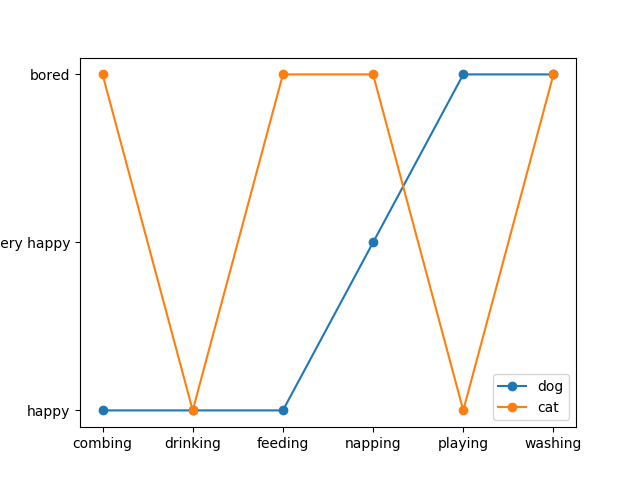 bored
ery happy
happy
combing drinking feeding napping playing washing
dog
cat